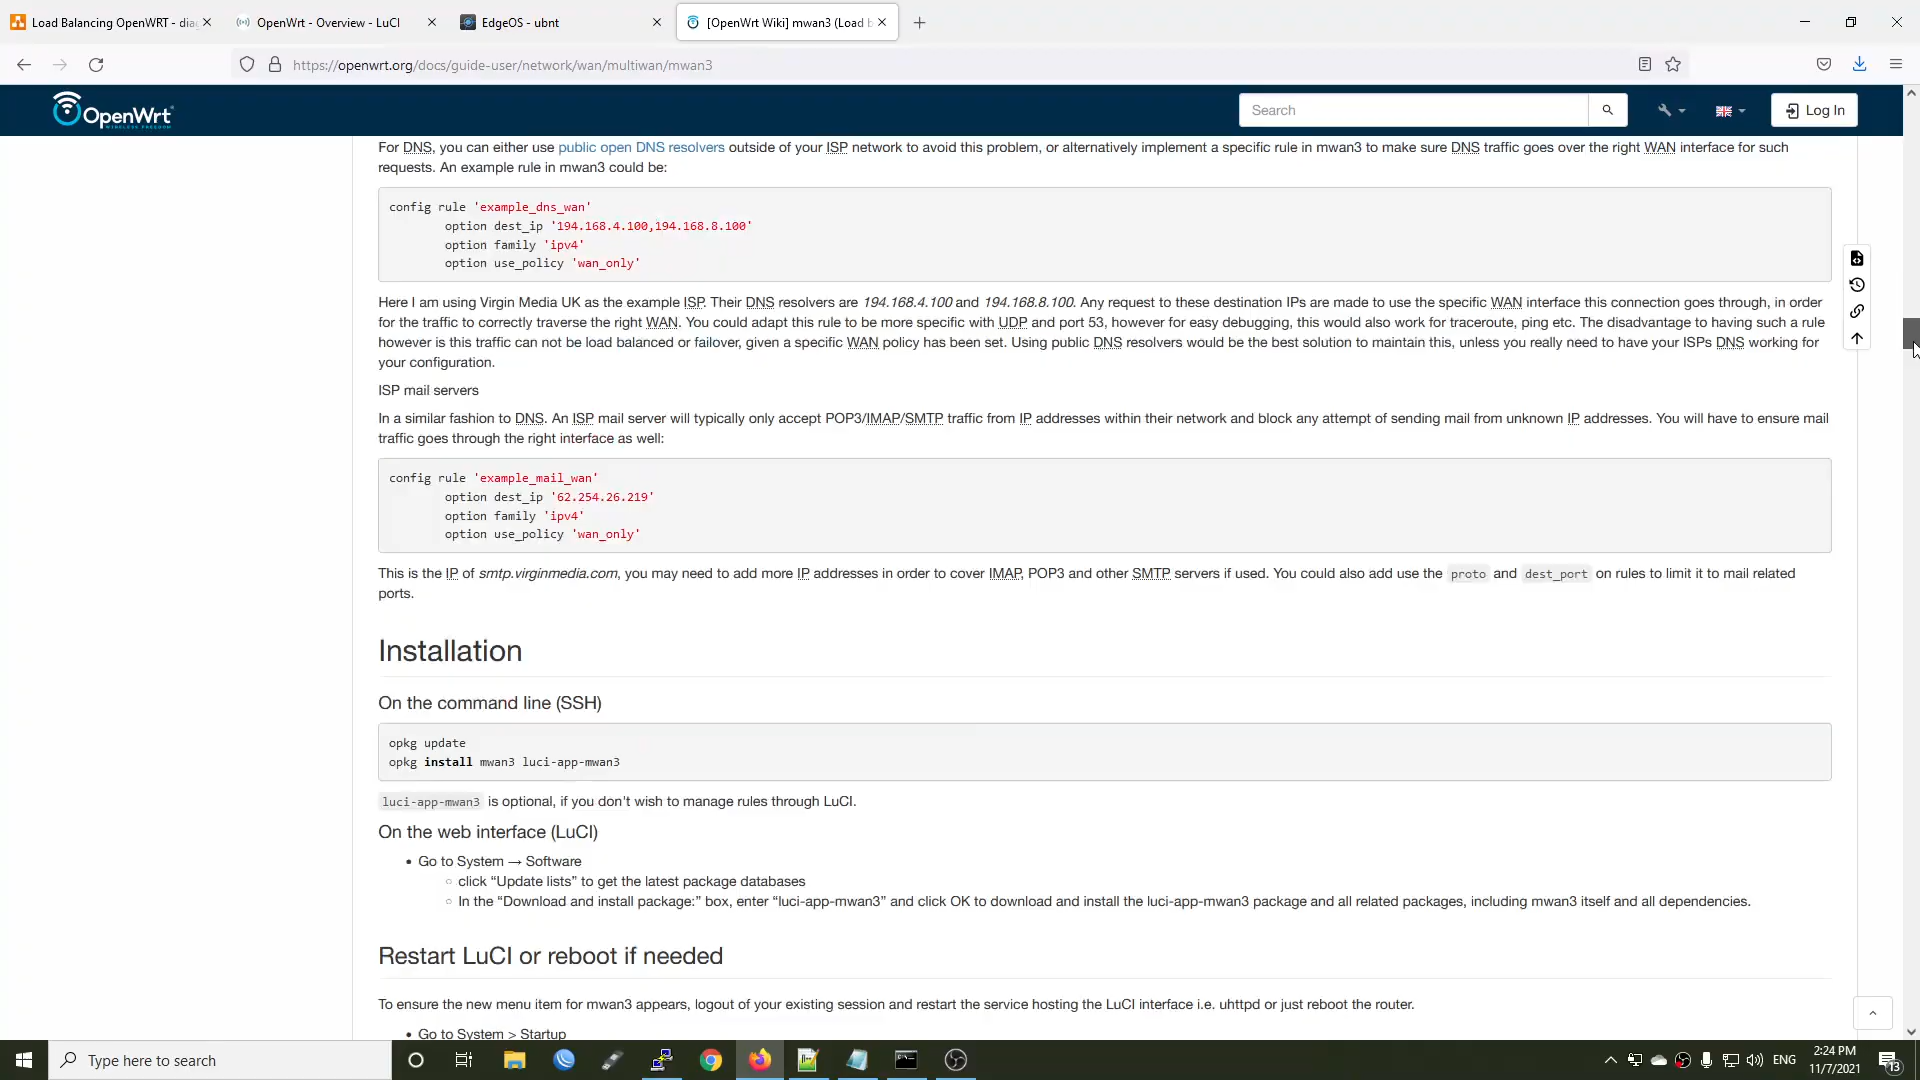 Load Balancing OpenWRT - dia
OpenWrt - Overview - LuCI
EdgeOS - ubnt
[OpenWrt Wiki] mwan3 (Load b
https://openwrt.org/docs/guide-user/network/wan/multiwan/mwan3
OpenWrt
WIRELESS FREEDOM
Search
Log In
For DNS, you can either use public open DNS resolvers outside of your ISP network to avoid this problem, or alternatively implement a specific rule in mwan3 to make sure DNS traffic goes over the right WAN interface for such
requests. An example rule in mwan3 could be:
config rule 'example_dns_wan'
option dest_ip '194.168.4.100,194.168.8.100'
option family 'ipv4'
option use_policy 'wan_only'
Here I am using Virgin Media UK as the example ISP. Their DNS resolvers are 194.168.4.100 and 194.168.8.100. Any request to these destination IPs are made to use the specific WAN interface this connection goes through, in order
for the traffic to correctly traverse the right WAN. You could adapt this rule to be more specific with UDP and port 53, however for easy debugging, this would also work for traceroute, ping etc. The disadvantage to having such a rule
however is this traffic can not be load balanced or failover, given a specific WAN policy has been set. Using public DNS resolvers would be the best solution to maintain this, unless you really need to have your ISPs DNS working for
your configuration.
ISP mail servers
In a similar fashion to DNS. An ISP mail server will typically only accept POP3/IMAP/SMTP traffic from IP addresses within their network and block any attempt of sending mail from unknown IP addresses. You will have to ensure mail
traffic goes through the right interface as well:
config rule 'example_mail_wan'
option dest_ip '62.254.26.219'
option family 'ipv4'
option use_policy 'wan_only'
This is the IP of smtp.virginmedia.com, you may need to add more IP addresses in order to cover IMAP, POP3 and other SMTP servers if used. You could also add use the proto and dest_port on rules to limit it to mail related
ports.
Installation
On the command line (SSH)
opkg update
opkg install mwan3 luci-app-mwan3
luci-app-mwan3 is optional, if you don't wish to manage rules through LuCI.
On the web interface (LuCI)
• Go to System → Software
◦ click “Update lists” to get the latest package databases
◦ In the “Download and install package:” box, enter “luci-app-mwan3” and click OK to download and install the luci-app-mwan3 package and all related packages, including mwan3 itself and all dependencies.
Restart LuCI or reboot if needed
To ensure the new menu item for mwan3 appears, logout of your existing session and restart the service hosting the LuCI interface i.e. uhttpd or just reboot the router.
• Go to System > Startup
Type here to search
ENG
2:24 PM
11/7/2021
13